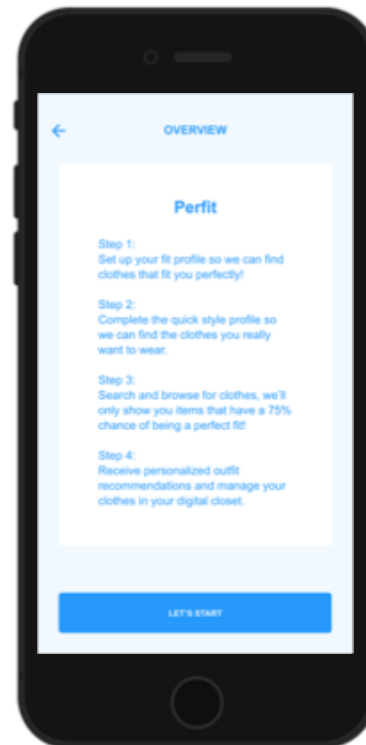 OVERVIEW
Perfit
Step 1:
Set up your fit profile so we can find
clothes that fit you perfectly!
Step 2:
Complete the quick style profile so
we can find the clothes you really
want to wear.
Step 3:
Search and browse for clothes, we'll
only show you items that have a 75%
chance of being a perfect fit!
Step 4:
Receive personalized outfit
recommendations and manage your
clothes in your digital closet.
LET'S START